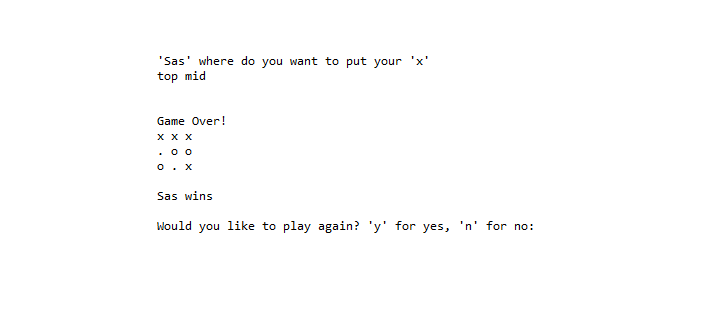 'Sas' where do you want to put your 'x'
top mid
Game Over!
x x x
. o o
o . x
Sas wins
Would you like to play again? 'y' for yes, 'n' for no: